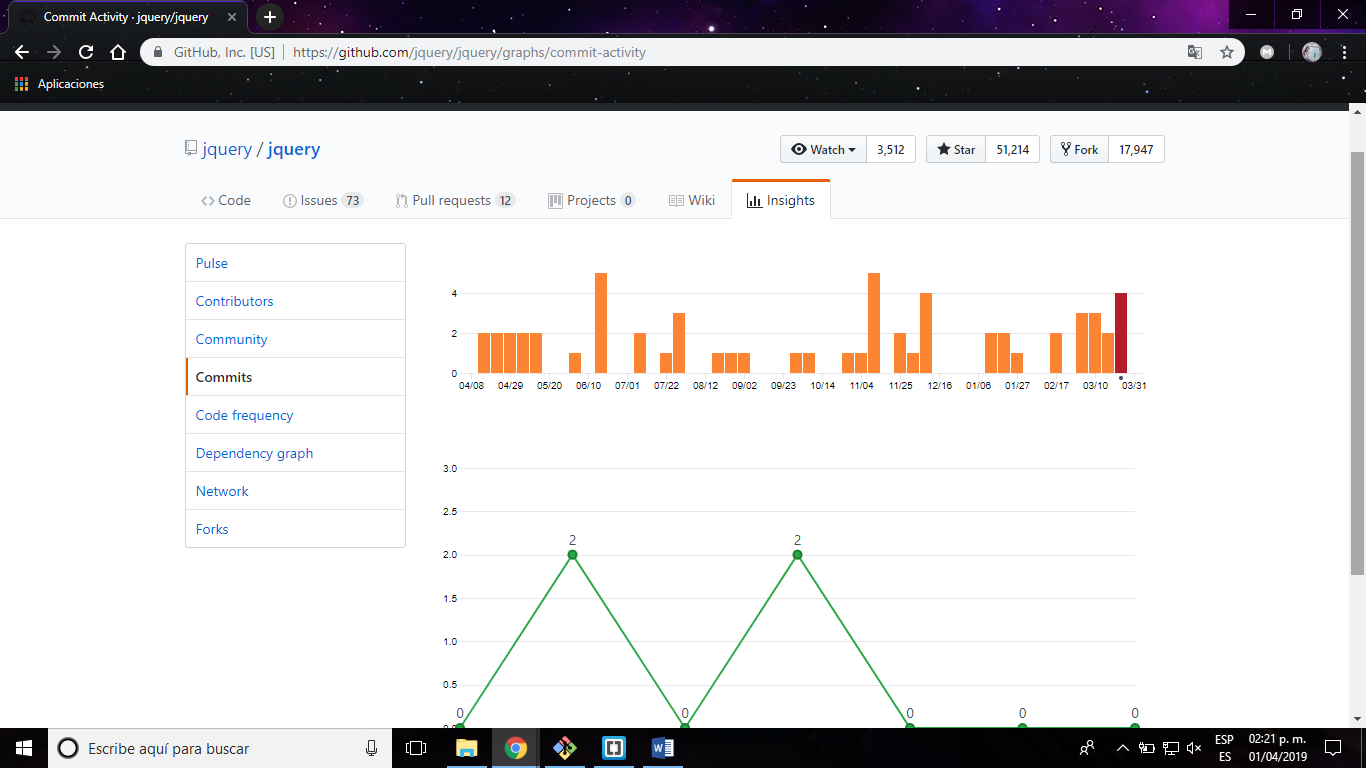 Commit Activity · jquery/jquery
GitHub, Inc. [US] | https://github.com/jquery/jquery/graphs/commit-activity
M
Aplicaciones
jquery / jquery
Watch 3,512 Star 51,214 Fork 17,947
Code Issues 73 Pull requests 12 Projects 0 Wiki Insights
Pulse
Contributors
Community
Commits
Code frequency
Dependency graph
Network
Forks
4
2
0
04/08 04/29 05/20 06/10 07/01 07/22 08/12 09/02 09/23 10/14 11/04 11/25 12/16 01/06 01/27 02/17 03/10 03/31
3.0
2.5
2 2
2.0
1.5
1.0
0.5
0 0 0 0 0
0.0
Escribe aquí para buscar
ESP
ES
02:21 p. m.
01/04/2019